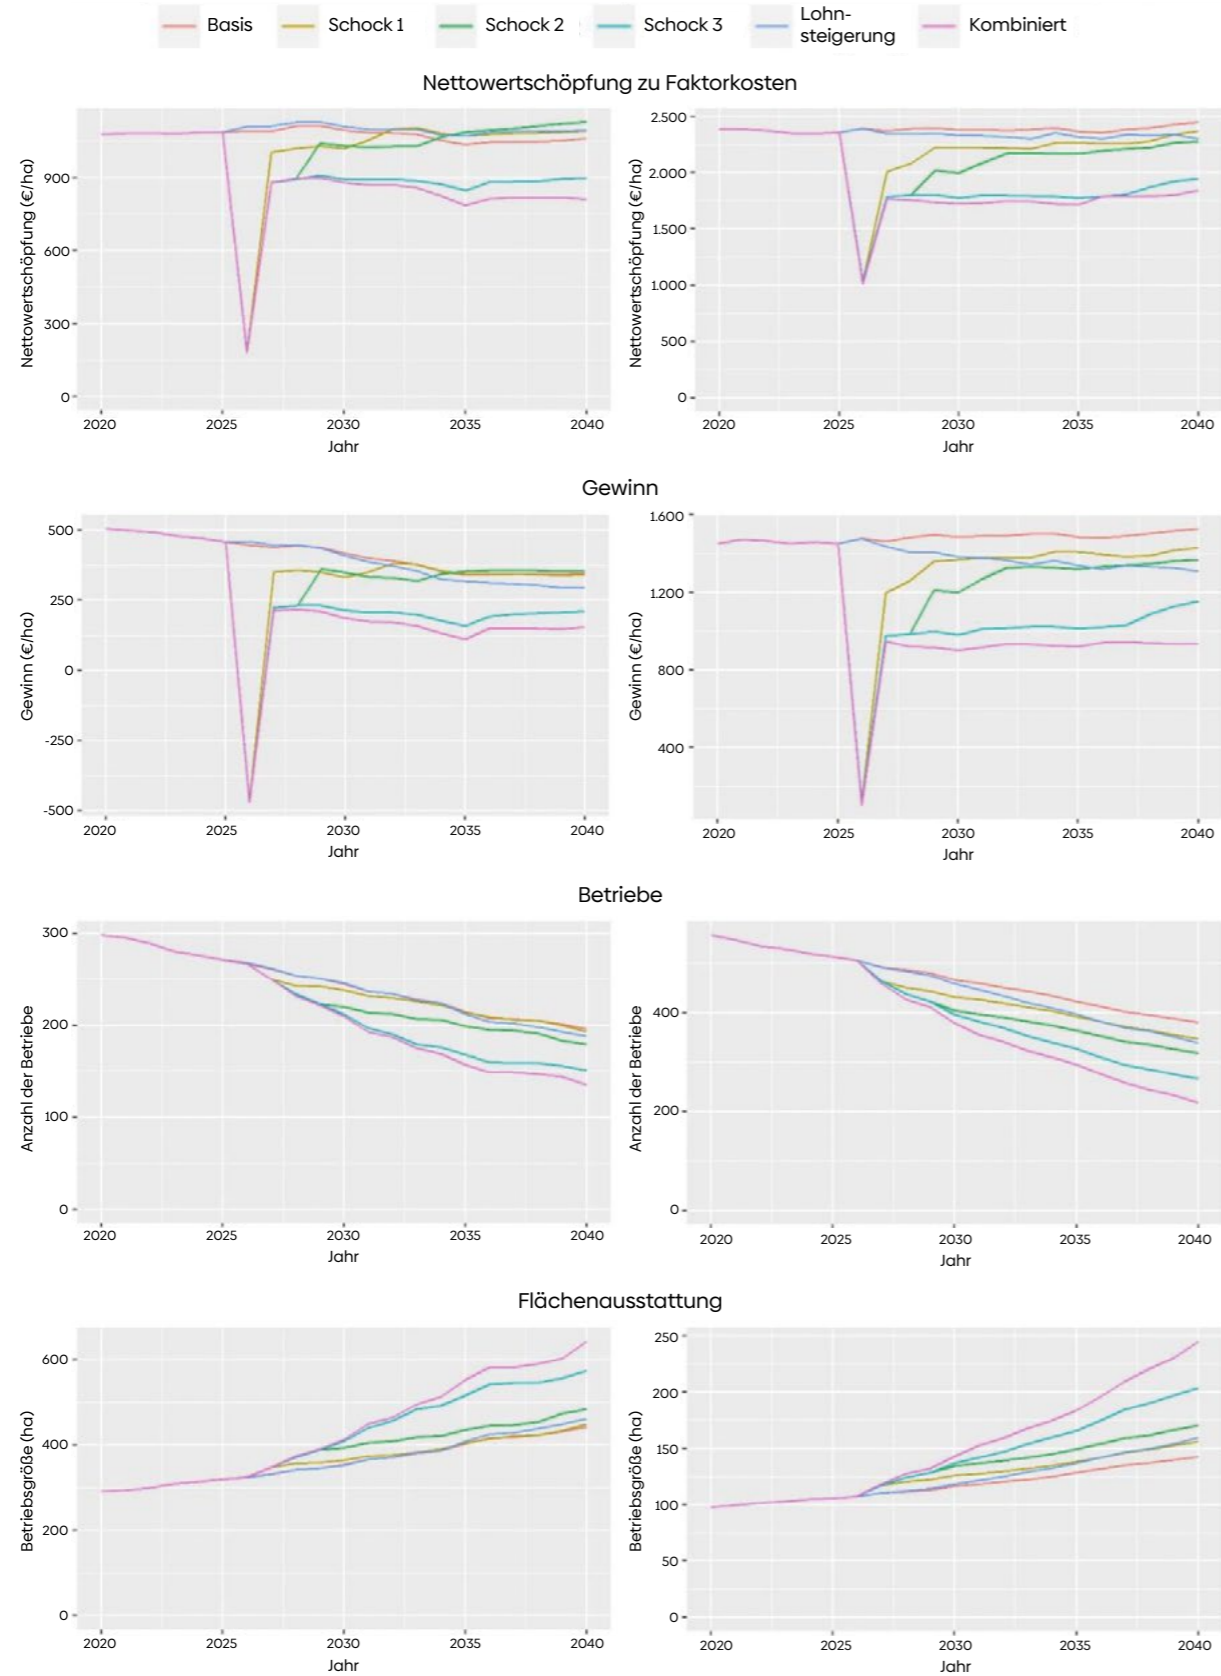 Basis
Schock 1
Schock 2
Schock 3
Lohn-
steigerung
Kombiniert
Nettowertschöpfung zu Faktorkosten
Nettowertschöpfung (€/ha)
900
600
300
0
2020 2025 2030 2035 2040
Jahr
Nettowertschöpfung (€/ha)
2.500
2.000
1.500
1.000
500
0
2020 2025 2030 2035 2040
Jahr
Gewinn
Gewinn (€/ha)
500
250
0
-250
-500
2020 2025 2030 2035 2040
Jahr
Gewinn (€/ha)
1.600
1200
800
400
2020 2025 2030 2035 2040
Jahr
Betriebe
Anzahl der Betriebe
300
200
100
0
2020 2025 2030 2035 2040
Jahr
Anzahl der Betriebe
400
200
0
2020 2025 2030 2035 2040
Jahr
Flächenausstattung
Betriebsgröße (ha)
600
400
200
0
2020 2025 2030 2035 2040
Jahr
Betriebsgröße (ha)
250
200
150
100
50
0
2020 2025 2030 2035 2040
Jahr